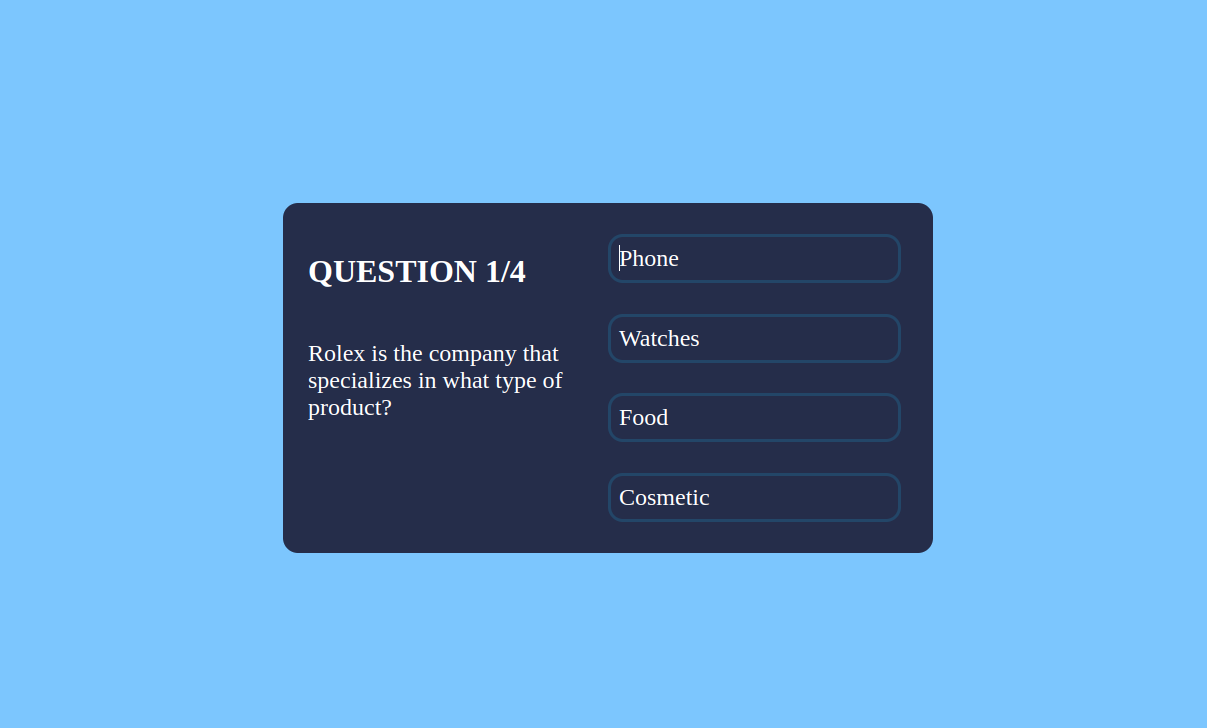 QUESTION 1/4
Rolex is the company that
specializes in what type of
product?
Phone
Watches
Food
Cosmetic